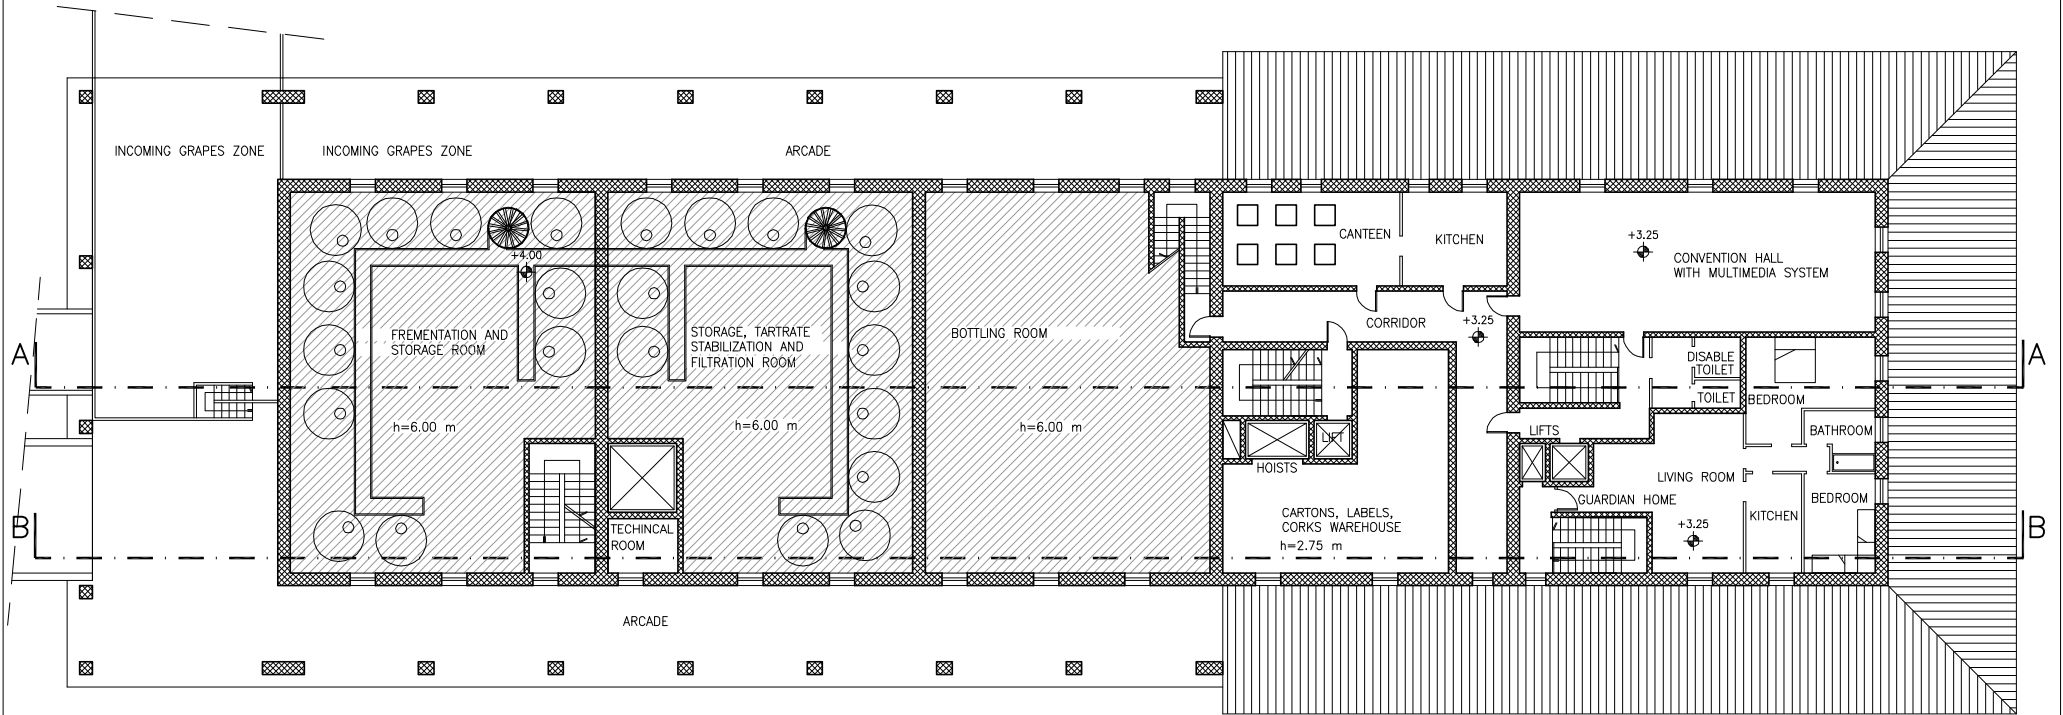 INCOMING GRAPES ZONE
INCOMING GRAPES ZONE
ARCADE
+4.00
CANTEEN
KITCHEN
+3.25
CONVENTION HALL
WITH MULTIMEDIA SYSTEM
FREMENTATION AND
STORAGE ROOM
STORAGE, TARTRATE
STABILIZATION AND
FILTRATION ROOM
BOTTLING ROOM
CORRIDOR
+3.25
A
A
DISABLE
TOILET
TOILET
BEDROOM
h=6.00 m
h=6.00 m
h=6.00 m
LIFT
LIFTS
BATHROOM
HOISTS
LIVING ROOM
GUARDIAN HOME
BEDROOM
CARTONS, LABELS,
CORKS WAREHOUSE
h=2.75 m
KITCHEN
+3.25
B
B
TECHINCAL
ROOM
ARCADE